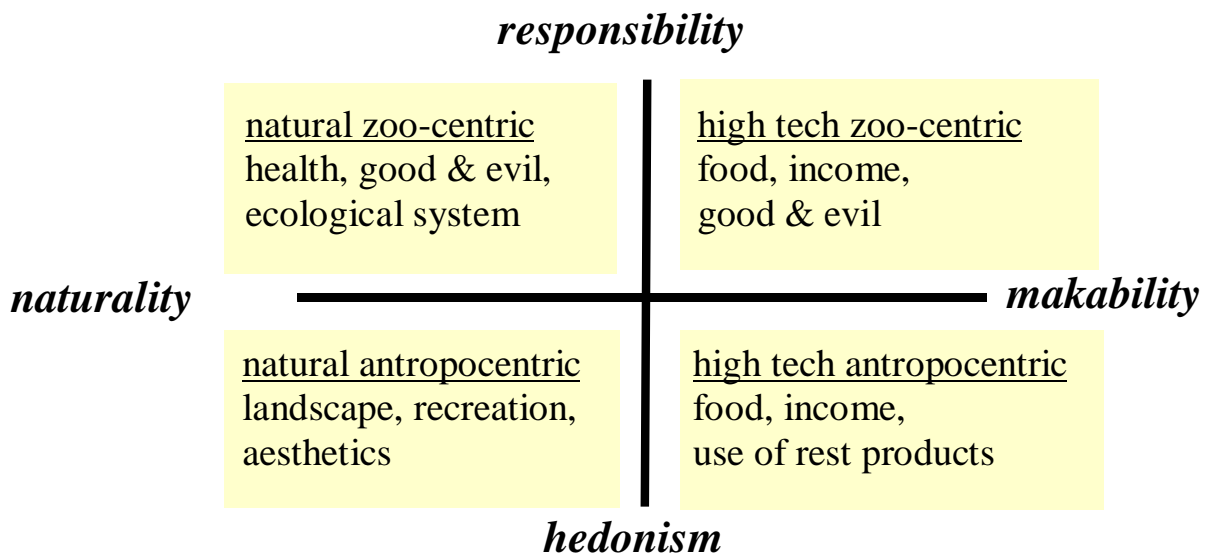 responsibility
natural zoo-centric
health, good & evil,
ecological system
high tech zoo-centric
food, income,
good & evil
naturality
makability
natural antropocentric
landscape, recreation,
aesthetics
high tech antropocentric
food, income,
use of rest products
hedonism